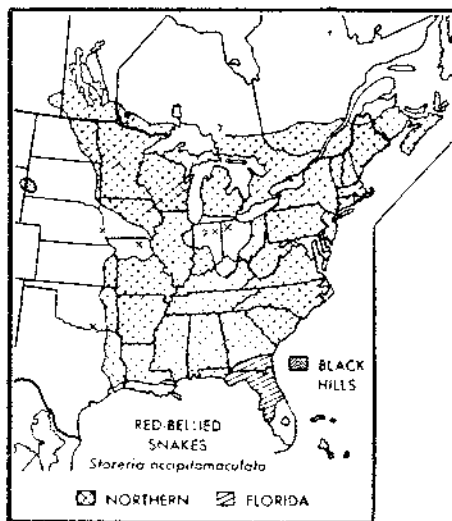 BLACK
HILLS
RED-BELLIED
SNAKES
Storeria occipitomaculata
NORTHERN
FLORIDA